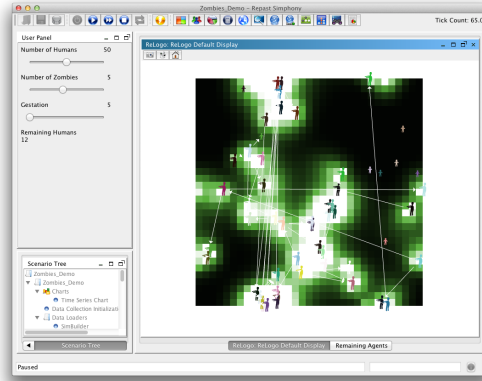 Zombies_Demo – Repast Simphony
Tick Count: 65.0
User Panel
Number of Humans 50
Number of Zombies 5
Gestation 5
Remaining Humans
12
ReLogo: ReLogo Default Display
Scenario Tree
Zombies_Demo
Zombies_Demo
Charts
Time Series Chart
Data Collection Initializati
Data Loaders
SimBuilder
Scenario Tree
ReLogo: ReLogo Default Display
Remaining Agents
Paused